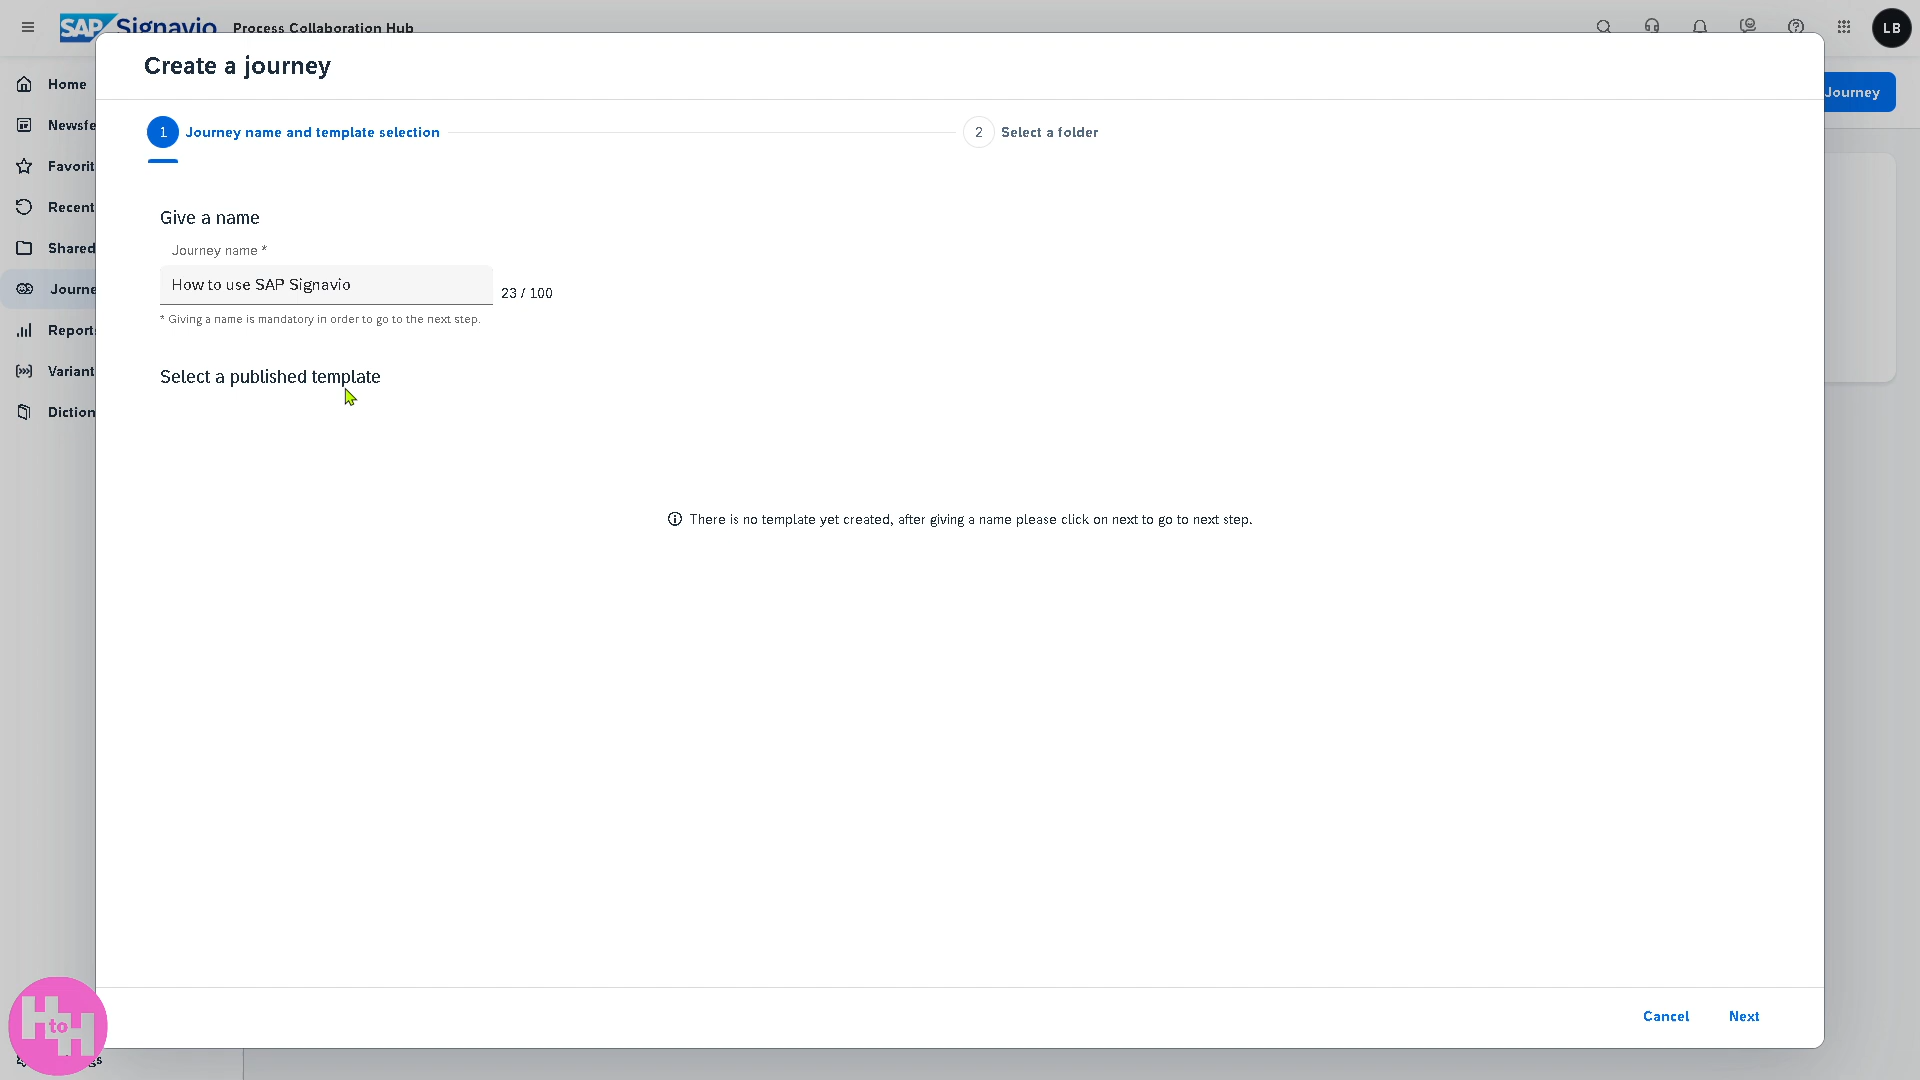 SAP Signavio Process Collaboration Hub
LB
Create a journey
Journey
Home
1 Journey name and template selection
2 Select a folder
Newsfe
Favorit
Recent
Shared
Journe
Report
Variant
Diction
Give a name
Journey name *
How to use SAP Signavio
23 / 100
* Giving a name is mandatory in order to go to the next step.
Select a published template
There is no template yet created, after giving a name please click on next to go to next step.
Cancel
Next
H to H